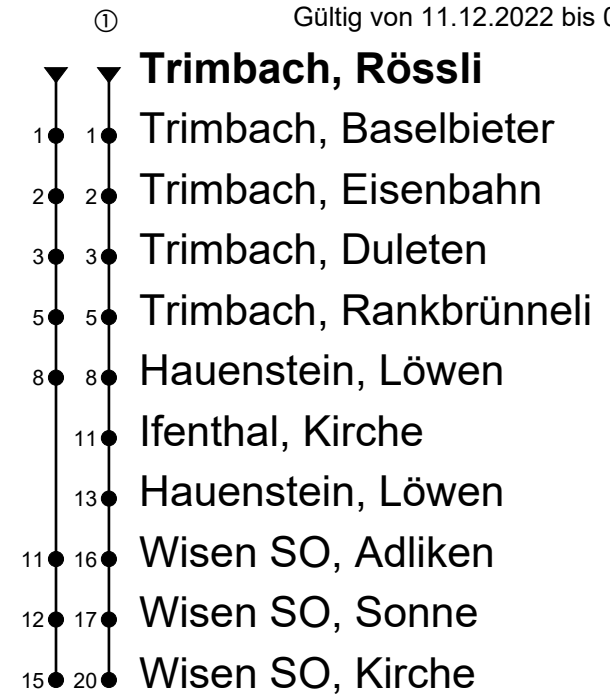 ① Gültig von 11.12.2022 bis
Trimbach, Rössli
1 1 Trimbach, Baselbieter
2 2 Trimbach, Eisenbahn
3 3 Trimbach, Duleten
5 5 Trimbach, Rankbrünneli
8 8 Hauenstein, Löwen
11 Ifenthal, Kirche
13 Hauenstein, Löwen
11 16 Wisen SO, Adliken
12 17 Wisen SO, Sonne
15 20 Wisen SO, Kirche